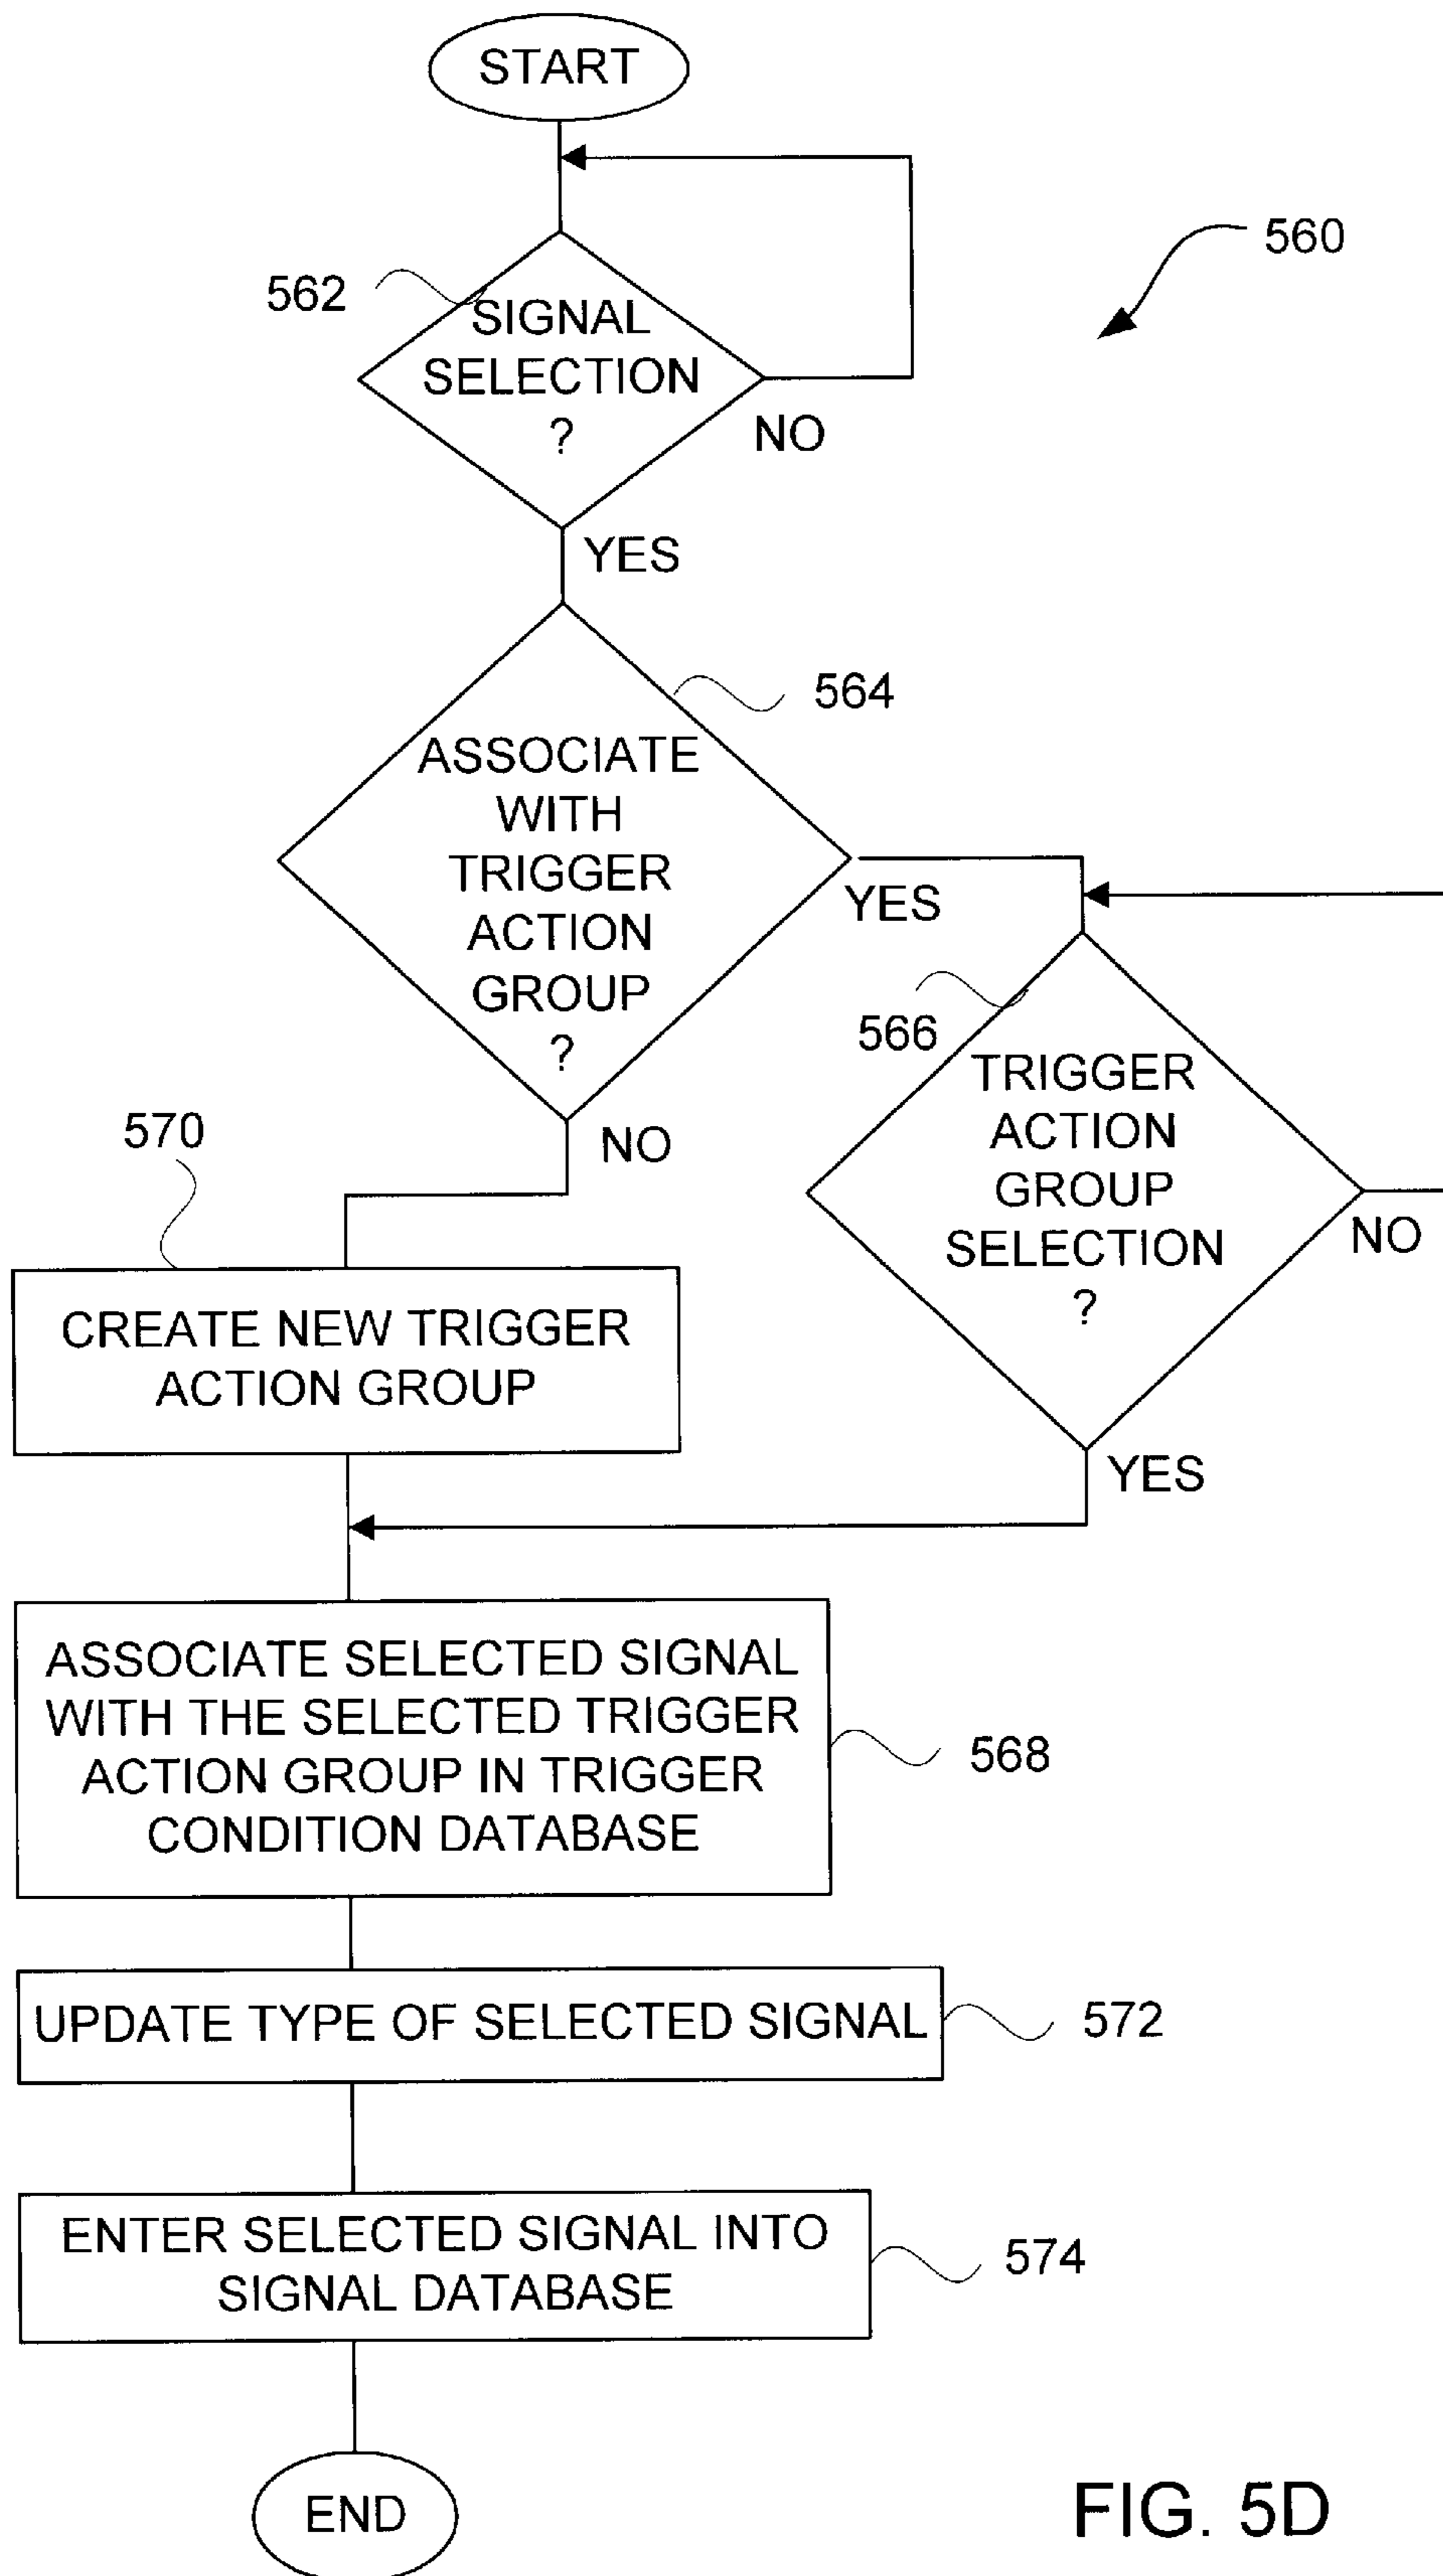 START
560
562
SIGNAL
SELECTION
?
NO
YES
564
ASSOCIATE
WITH
TRIGGER
ACTION
GROUP
?
YES
NO
566
TRIGGER
ACTION
GROUP
SELECTION
?
NO
YES
570
CREATE NEW TRIGGER
ACTION GROUP
ASSOCIATE SELECTED SIGNAL
WITH THE SELECTED TRIGGER
ACTION GROUP IN TRIGGER
CONDITION DATABASE
568
UPDATE TYPE OF SELECTED SIGNAL
572
ENTER SELECTED SIGNAL INTO
SIGNAL DATABASE
574
END
FIG. 5D